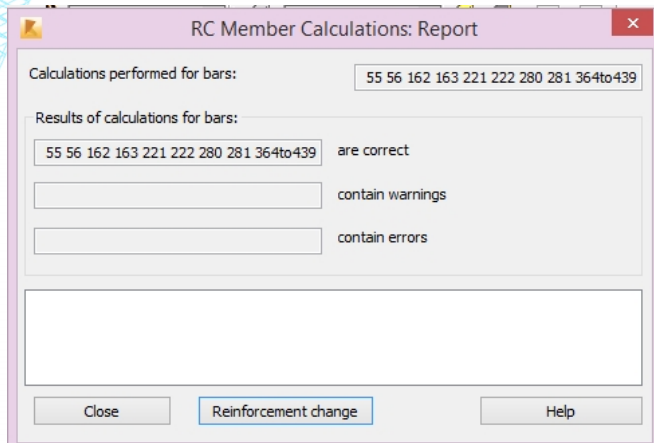 RC Member Calculations: Report
Calculations performed for bars:
55 56 162 163 221 222 280 281 364to439
Results of calculations for bars:
55 56 162 163 221 222 280 281 364to439
are correct
contain warnings
contain errors
Close
Reinforcement change
Help